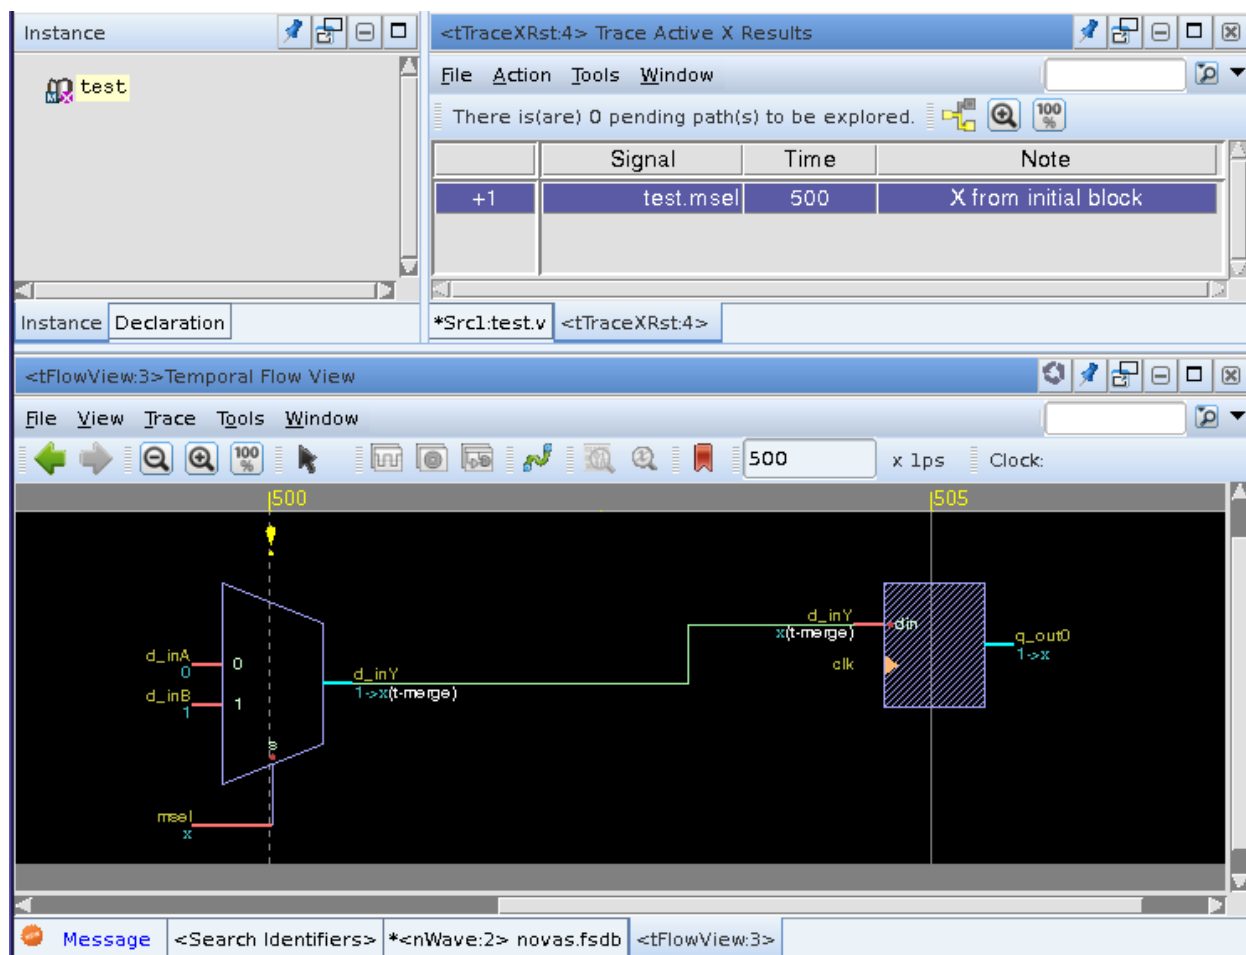 Instance
test
Instance Declaration
<tTraceXRst:4> Trace Active X Results
File Action Tools Window
There is(are) 0 pending path(s) to be explored. 100 %
Signal Time Note
+1 test.msel 500 X from initial block
*Src1:test.v <tTraceXRst:4>
<tFlowView:3>Temporal Flow View
File View Trace Tools Window
100 % 500 x 1ps Clock:
500 505
d_inA
0
0
d_inB
1
1
s
msel
x
d_inY
1->x(t-merge)
d_inY
x(t-merge)
din
clk
q_out0
1->x
Message <Search Identifiers> *<nWave:2> novas.fsdb <tFlowView:3>